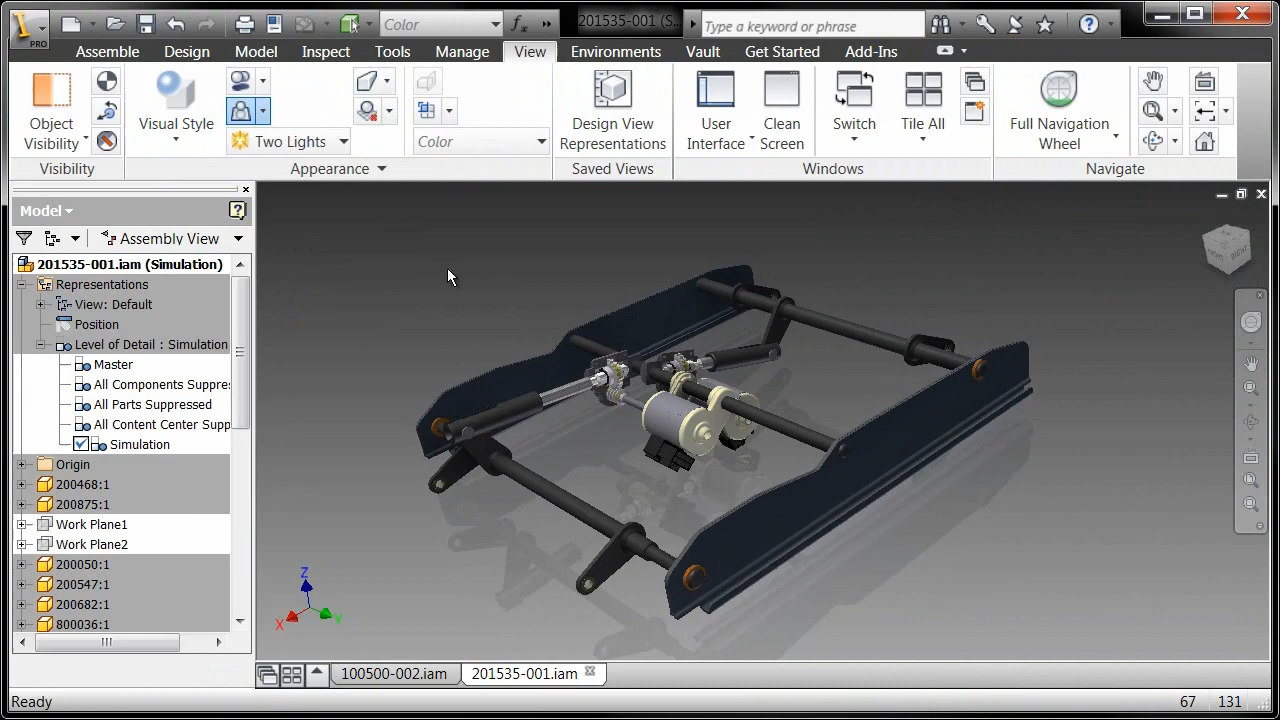 PRO
Color
fx
201535-001 (S...
Type a keyword or phrase
Assemble
Design
Model
Inspect
Tools
Manage
View
Environments
Vault
Get Started
Add-Ins
Object
Visibility
Visual Style
Two Lights
Color
Design View
Representations
User
Interface
Clean
Screen
Switch
Tile All
Full Navigation
Wheel
Visibility
Appearance
Saved Views
Windows
Navigate
Model
Assembly View
201535-001.iam (Simulation)
Representations
View: Default
Position
Level of Detail : Simulation
Master
All Components Suppre
All Parts Suppressed
All Content Center Supp
Simulation
Origin
200468:1
200875:1
Work Plane1
Work Plane2
200050:1
200547:1
200682:1
800036:1
Z
X
Y
100500-002.iam
201535-001.iam
Ready
67
131